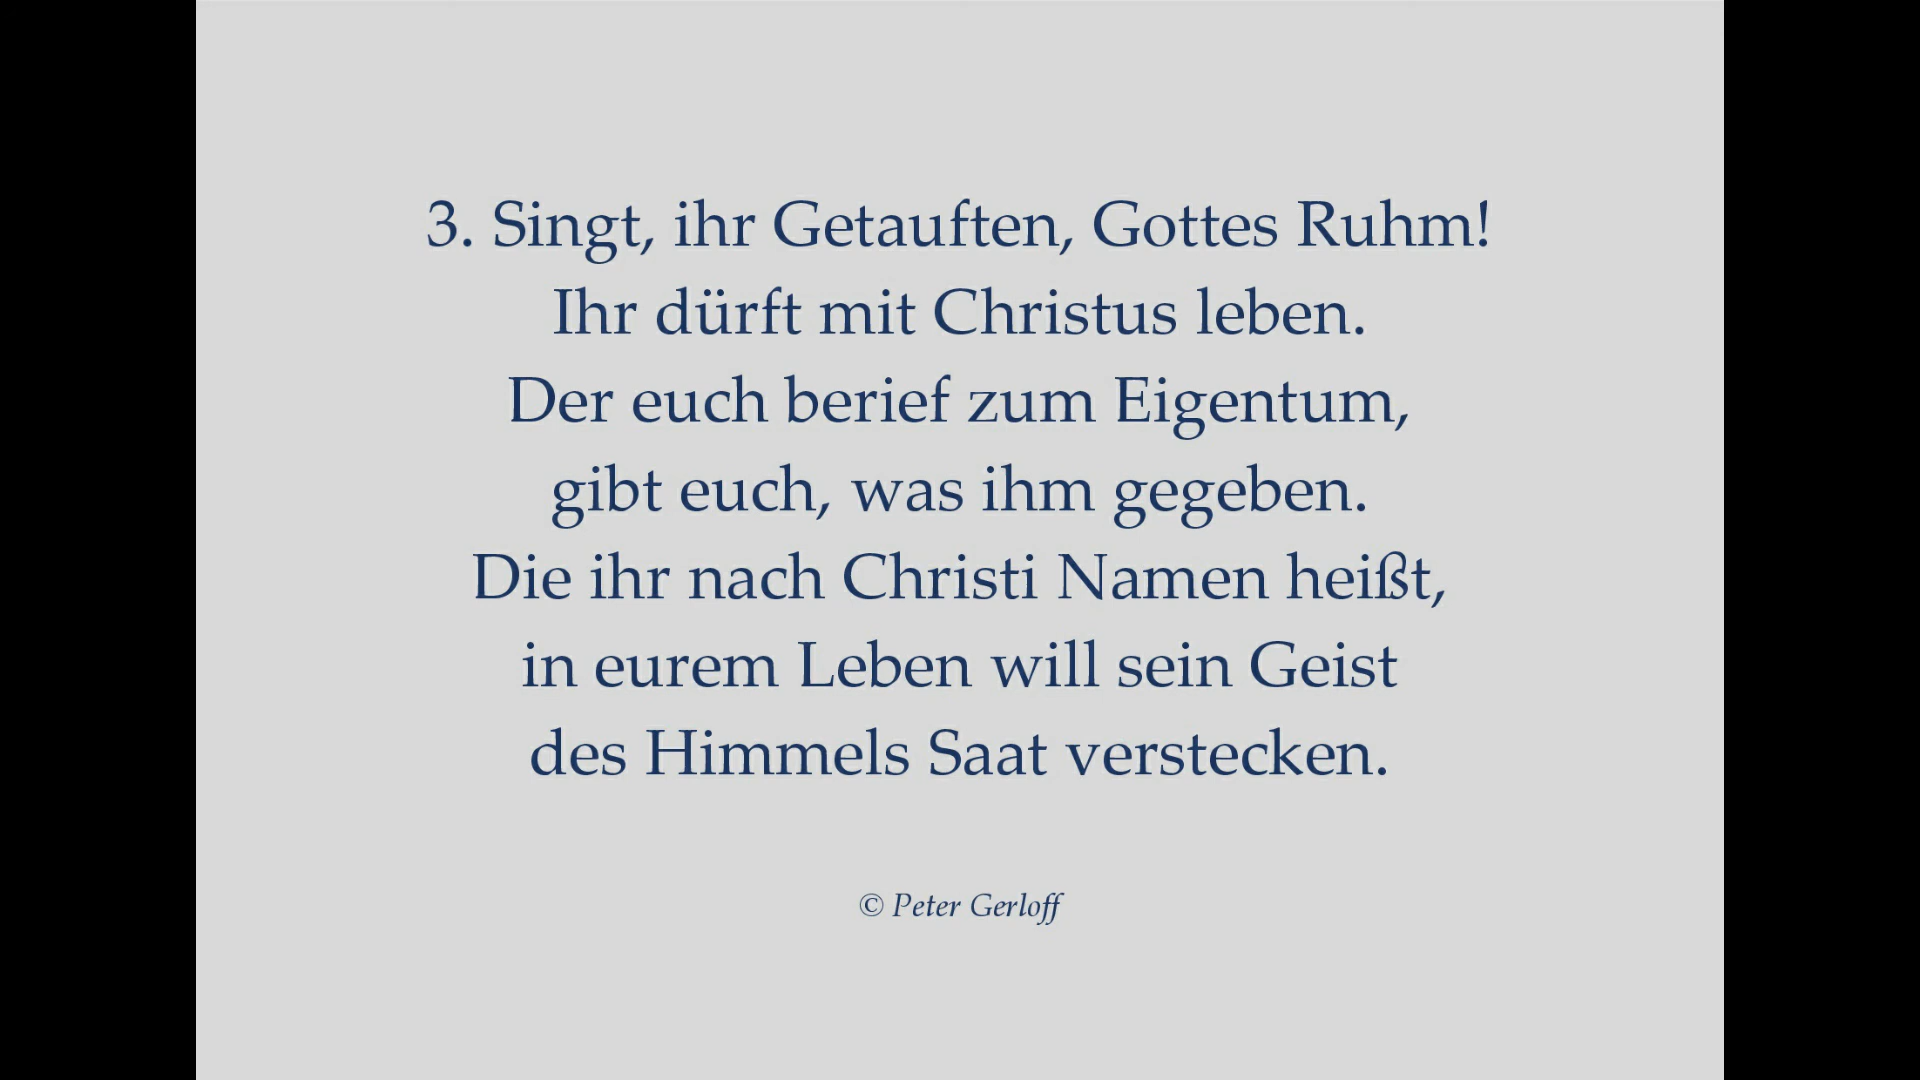 3. Singt, ihr Getauften, Gottes Ruhm!
Ihr dürft mit Christus leben.
Der euch berief zum Eigentum,
gibt euch, was ihm gegeben.
Die ihr nach Christi Namen heißt,
in eurem Leben will sein Geist
des Himmels Saat verstecken.
© Peter Gerloff